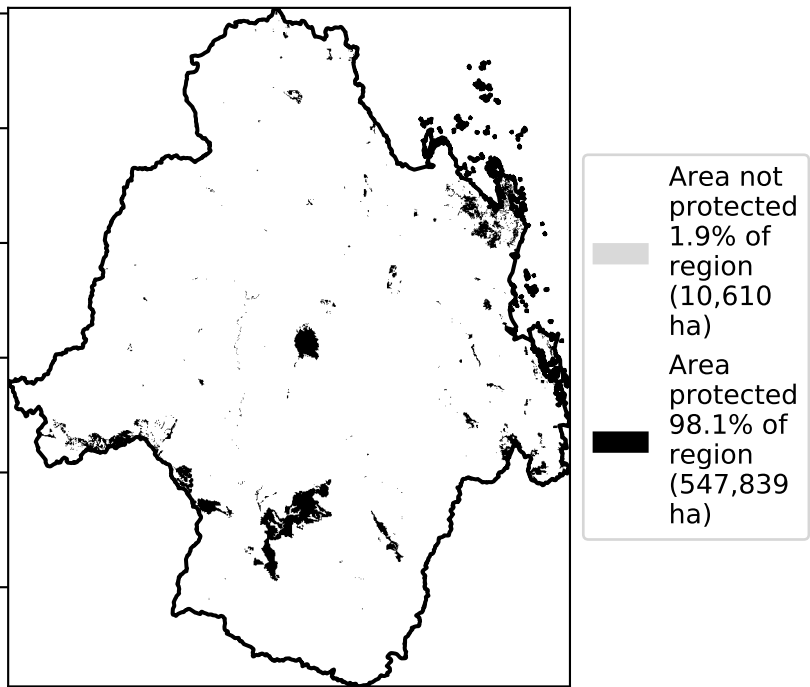 Area not
protected
1.9% of
region
(10,610
ha)
Area
protected
98.1% of
region
(547,839
ha)